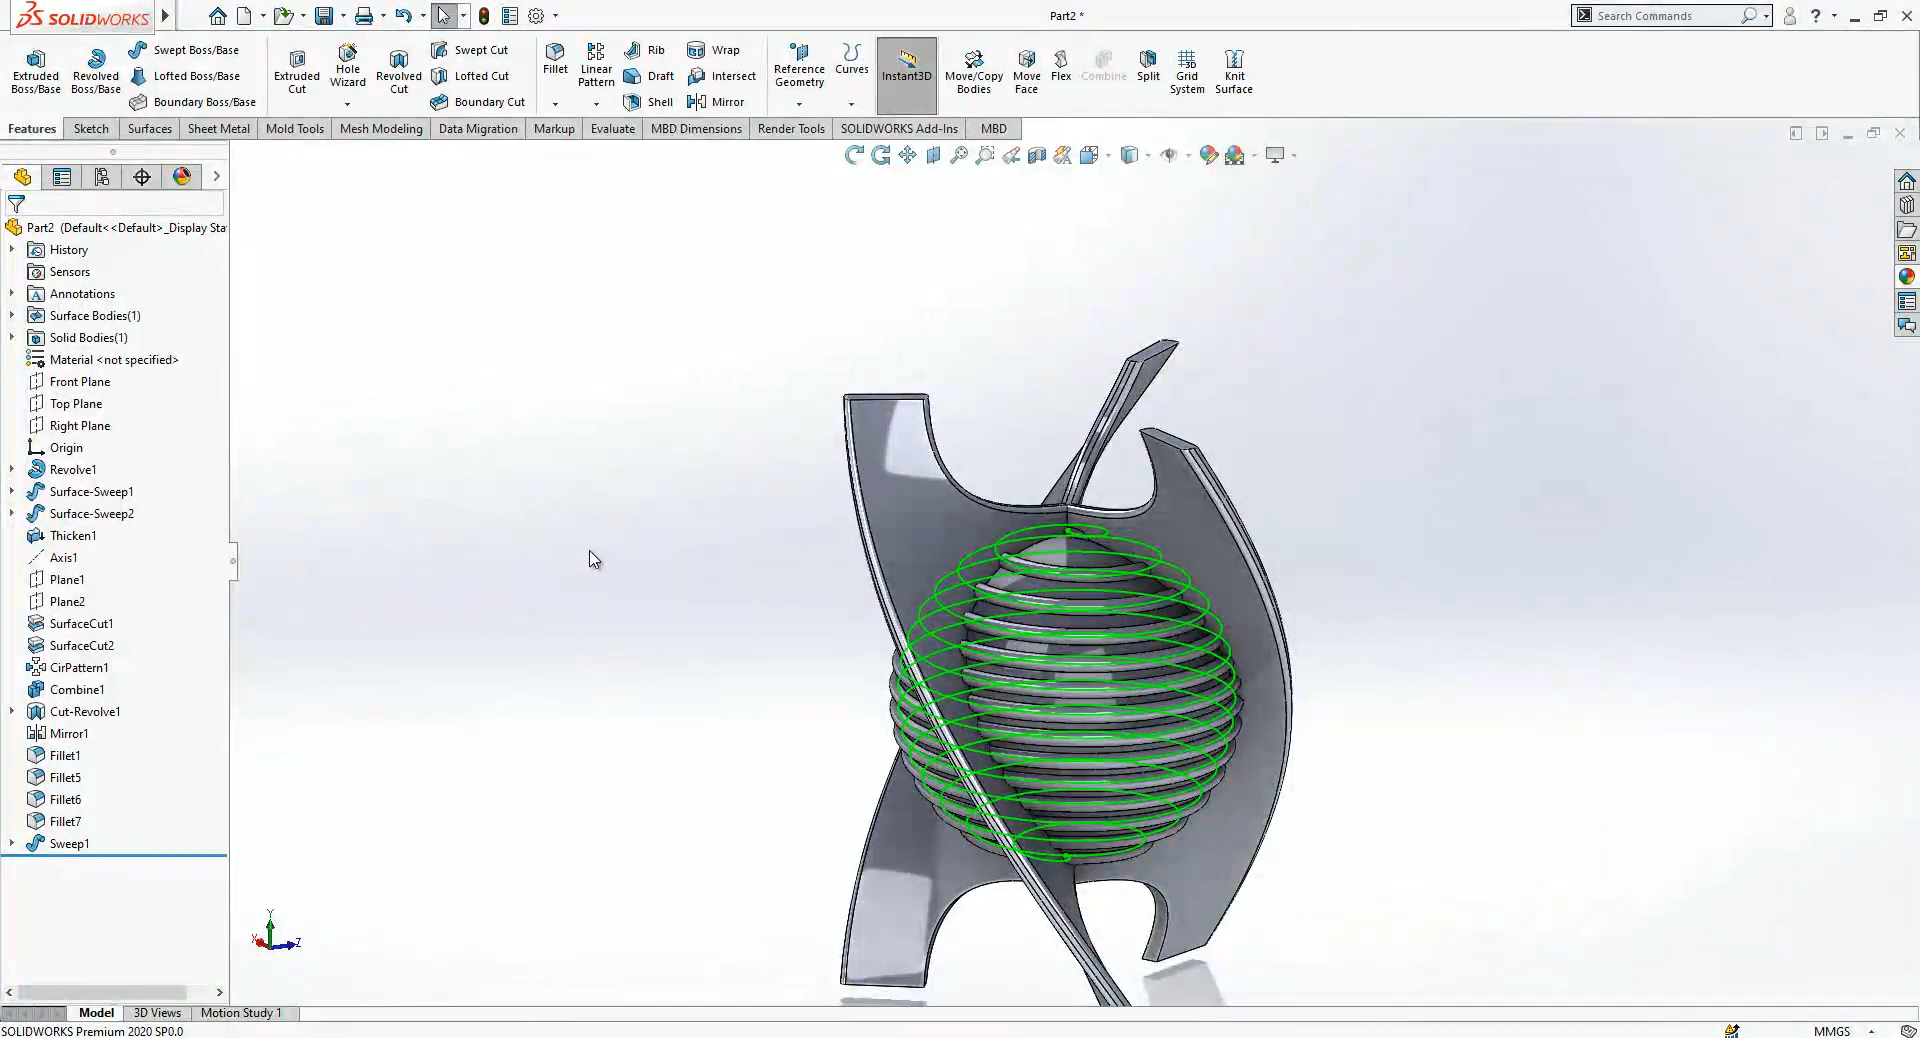 SOLIDWORKS
Part2 *
Search Commands
Extruded Boss/Base
Revolved Boss/Base
Swept Boss/Base
Lofted Boss/Base
Boundary Boss/Base
Extruded Cut
Hole Wizard
Revolved Cut
Swept Cut
Lofted Cut
Boundary Cut
Fillet
Linear Pattern
Rib
Draft
Shell
Wrap
Intersect
Mirror
Reference Geometry
Curves
Instant3D
Move/Copy Bodies
Move Face
Flex
Combine
Split
Grid System
Knit Surface
Features
Sketch
Surfaces
Sheet Metal
Mold Tools
Mesh Modeling
Data Migration
Markup
Evaluate
MBD Dimensions
Render Tools
SOLIDWORKS Add-Ins
MBD
Part2 (Default<<Default>_Display Sta
History
Sensors
Annotations
Surface Bodies(1)
Solid Bodies(1)
Material <not specified>
Front Plane
Top Plane
Right Plane
Origin
Revolve1
Surface-Sweep1
Surface-Sweep2
Thicken1
Axis1
Plane1
Plane2
SurfaceCut1
SurfaceCut2
CirPattern1
Combine1
Cut-Revolve1
Mirror1
Fillet1
Fillet5
Fillet6
Fillet7
Sweep1
Y
X
Z
Model
3D Views
Motion Study 1
SOLIDWORKS Premium 2020 SP0.0
MMGS